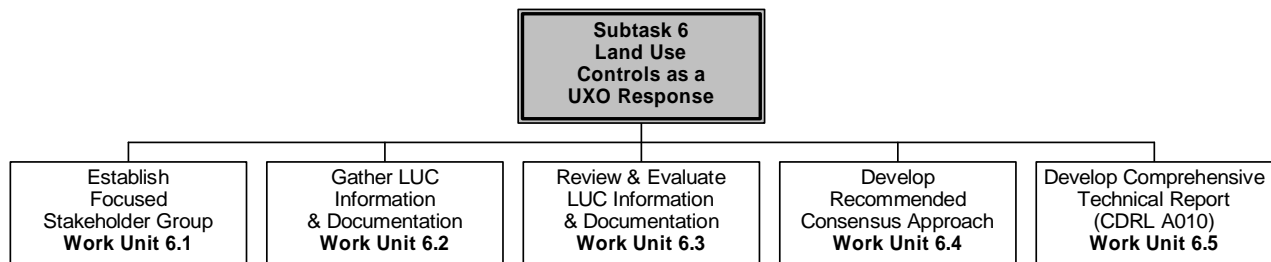 Subtask 6
Land Use
Controls as a
UXO Response
Establish
Focused
Stakeholder Group
Work Unit 6.1
Gather LUC
Information
& Documentation
Work Unit 6.2
Review & Evaluate
LUC Information
& Documentation
Work Unit 6.3
Develop
Recommended
Consensus Approach
Work Unit 6.4
Develop Comprehensive
Technical Report
(CDRL A010)
Work Unit 6.5